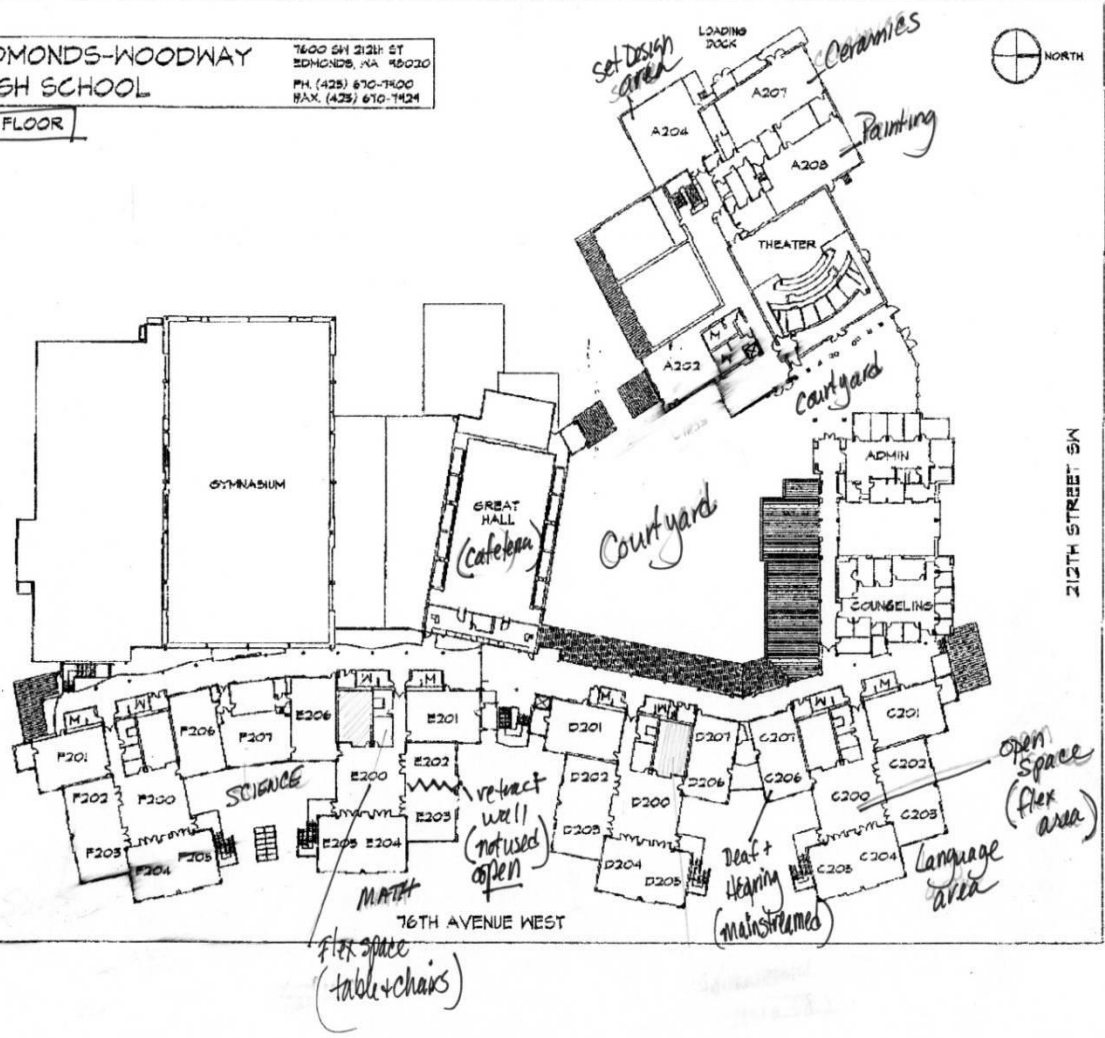 DMONDS-WOODWAY
GH SCHOOL
7600 SW 212th ST
EDMONDS, WA 98020
PH. (425) 670-7400
FAX. (425) 670-7429
FLOOR
NORTH
LOADING
DOCK
Set Design
area
Ceramics
Painting
A204
A207
A208
THEATER
M
W
A202
Courtyard
ADMIN
GYMNASIUM
GREAT
HALL
(cafeteria)
Courtyard
COUNSELING
212TH STREET SW
F201
M
W
F206
F207
E206
W
M
E201
D201
M
W
D207
C207
W
M
C201
F202
F200
SCIENCE
E200
E202
D202
D200
D206
C206
C200
C202
F203
F204
F205
E205
E204
E203
D203
D204
D205
C205
C204
C203
MATH
retract
wall
(not used)
open
Deaf +
Hearing
(mainstreamed)
Language
area
open
space
(flex
area)
76TH AVENUE WEST
Flex space
(table + chairs)